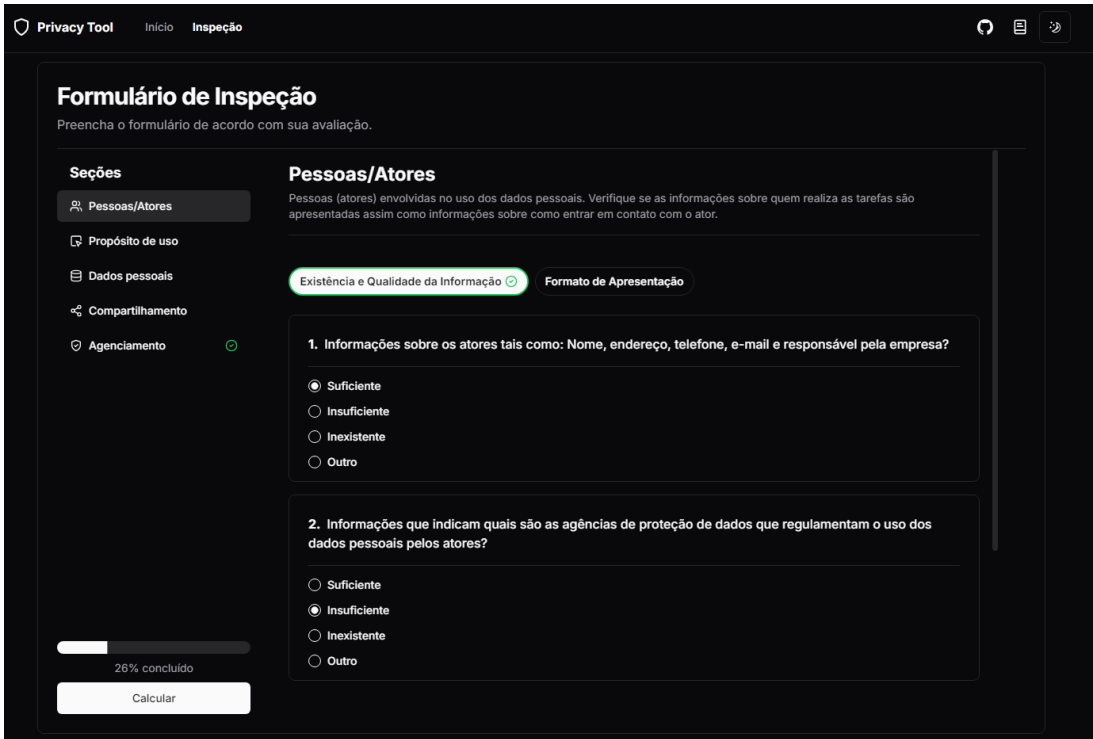 Privacy Tool Início Inspeção
Formulário de Inspeção
Preencha o formulário de acordo com sua avaliação.
Seções
Pessoas/Atores
Propósito de uso
Dados pessoais
Compartilhamento
Agenciamento
26% concluído
Calcular
Pessoas/Atores
Pessoas (atores) envolvidas no uso dos dados pessoais. Verifique se as informações sobre quem realiza as tarefas são
apresentadas assim como informações sobre como entrar em contato com o ator.
Existência e Qualidade da Informação Formato de Apresentação
1. Informações sobre os atores tais como: Nome, endereço, telefone, e-mail e responsável pela empresa?
Suficiente
Insuficiente
Inexistente
Outro
2. Informações que indicam quais são as agências de proteção de dados que regulamentam o uso dos
dados pessoais pelos atores?
Suficiente
Insuficiente
Inexistente
Outro